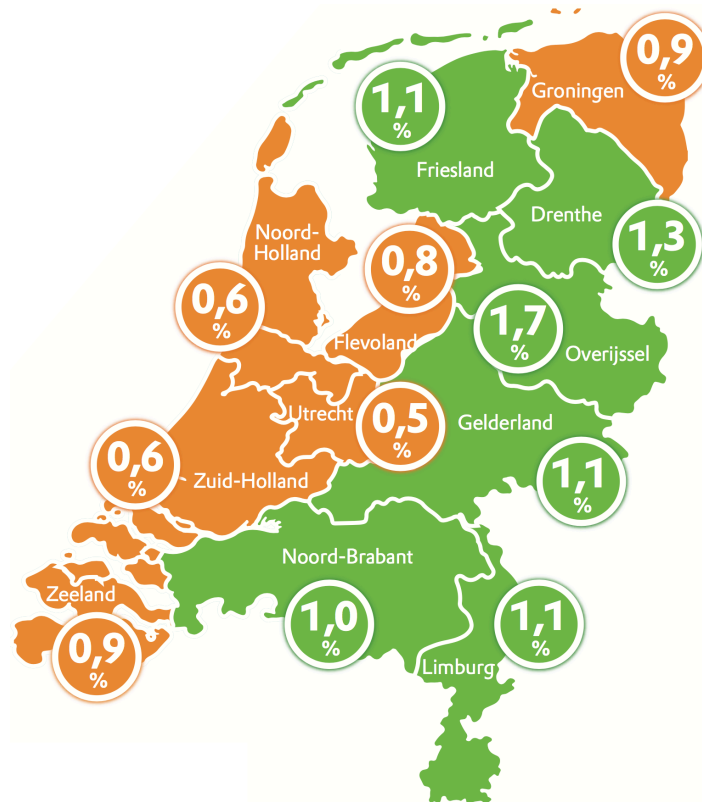 0,9
%
Groningen
1,1
%
Friesland
Drenthe
1,3
%
Noord-
Holland
0,8
%
0,6
%
1,7
%
Flevoland
Overijssel
Utrecht
0,5
%
Gelderland
0,6
%
Zuid-Holland
1,1
%
Noord-Brabant
Zeeland
1,0
%
1,1
%
0,9
%
Limburg